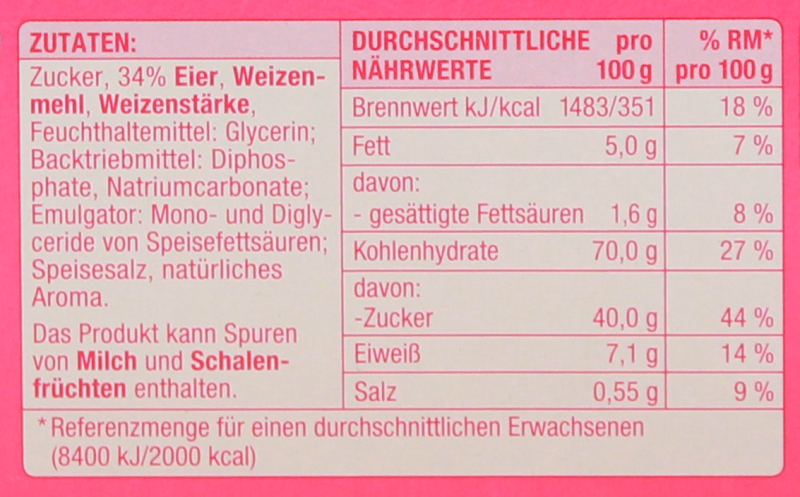 ZUTATEN:
Zucker, 34% Eier, Weizen-
mehl, Weizenstärke,
Feuchthaltemittel: Glycerin;
Backtriebmittel: Diphos-
phate, Natriumcarbonate;
Emulgator: Mono- und Digly-
ceride von Speisefettsäuren;
Speisesalz, natürliches
Aroma.
Das Produkt kann Spuren
von Milch und Schalen-
früchten enthalten.
DURCHSCHNITTLICHE pro % RM*
NÄHRWERTE 100 g pro 100 g
Brennwert kJ/kcal 1483/351 18 %
Fett 5,0 g 7 %
davon:
- gesättigte Fettsäuren 1,6 g 8 %
Kohlenhydrate 70,0 g 27 %
davon:
-Zucker 40,0 g 44 %
Eiweiß 7,1 g 14 %
Salz 0,55 g 9 %
* Referenzmenge für einen durchschnittlichen Erwachsenen
(8400 kJ/2000 kcal)